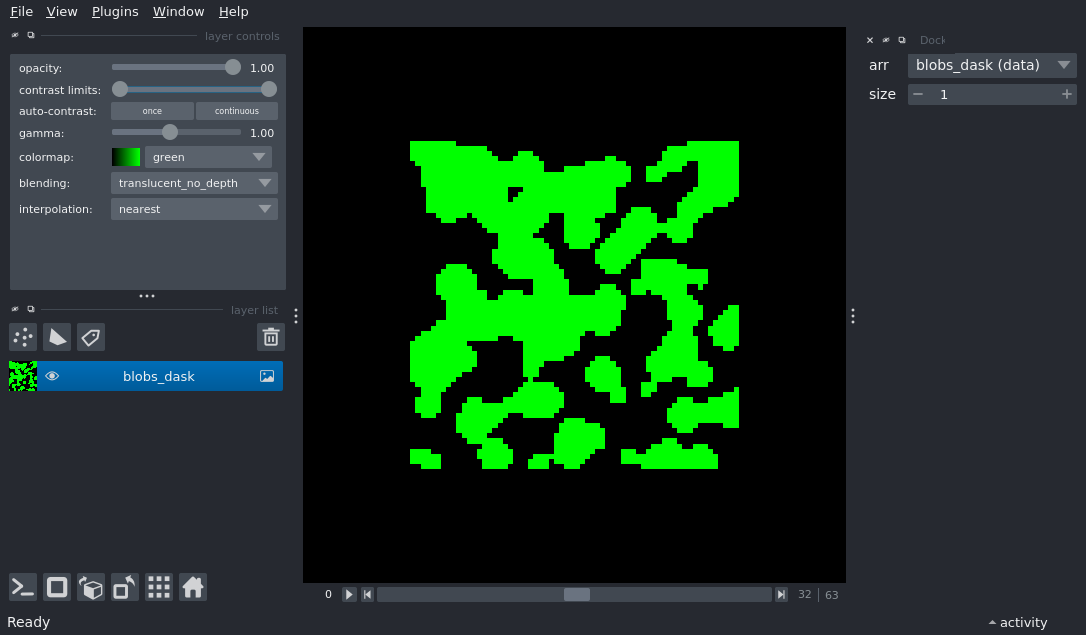 File View Plugins Window Help
layer controls
opacity: 1.00
contrast limits:
auto-contrast: once continuous
gamma: 1.00
colormap: green
blending: translucent_no_depth
interpolation: nearest
layer list
blobs_dask
Dock
arr blobs_dask (data)
size 1
0 32 63
Ready
activity